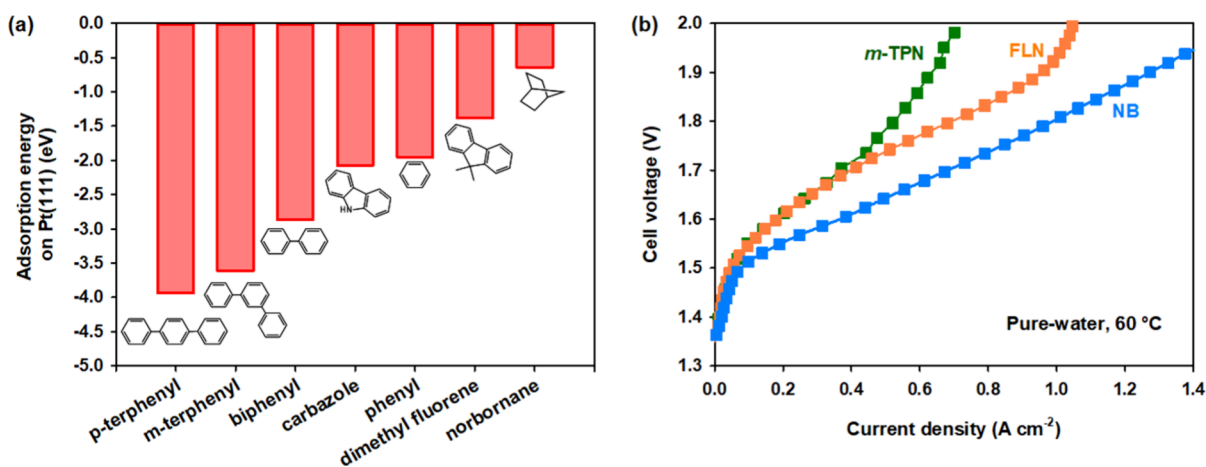 (a)
0.0
-0.5
-1.0
-1.5
-2.0
-2.5
-3.0
-3.5
-4.0
-4.5
-5.0
Adsorption energy
on Pt(111) (eV)
HN
p-terphenyl
m-terphenyl
biphenyl
carbazole
phenyl
dimethyl fluorene
norbornane
(b)
2.0
1.9
1.8
1.7
1.6
1.5
1.4
1.3
Cell voltage (V)
m-TPN
FLN
NB
Pure-water, 60 ºC
0.0 0.2 0.4 0.6 0.8 1.0 1.2 1.4
Current density (A cm-2)